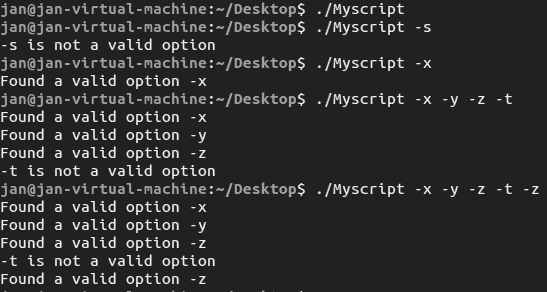 jan@jan-virtual-machine:~/Desktop$ ./Myscript
jan@jan-virtual-machine:~/Desktop$ ./Myscript -s
-s is not a valid option
jan@jan-virtual-machine:~/Desktop$ ./Myscript -x
Found a valid option -x
jan@jan-virtual-machine:~/Desktop$ ./Myscript -x -y -z -t
Found a valid option -x
Found a valid option -y
Found a valid option -z
-t is not a valid option
jan@jan-virtual-machine:~/Desktop$ ./Myscript -x -y -z -t -z
Found a valid option -x
Found a valid option -y
Found a valid option -z
-t is not a valid option
Found a valid option -z